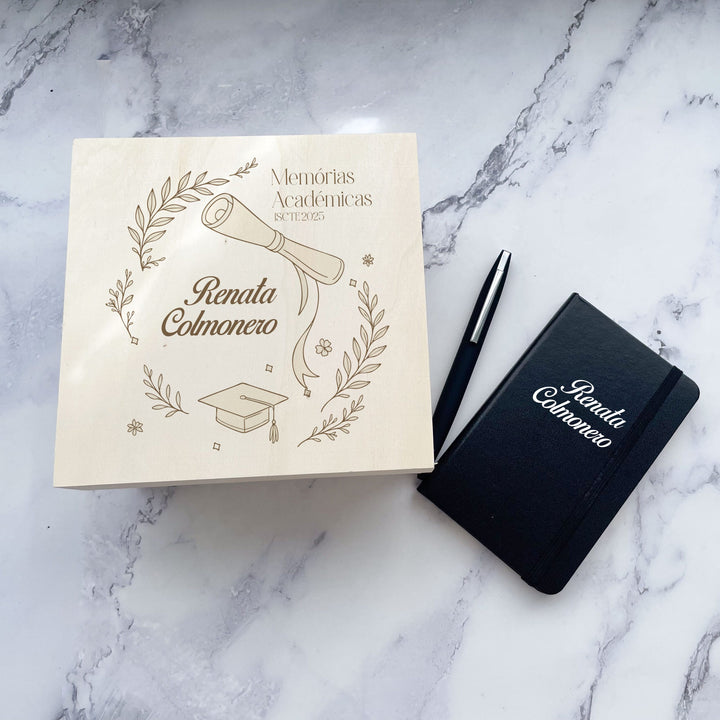 Memórias
Académicas
ISCTE 2025
Renata
Colmonero
Renata
Colmonero